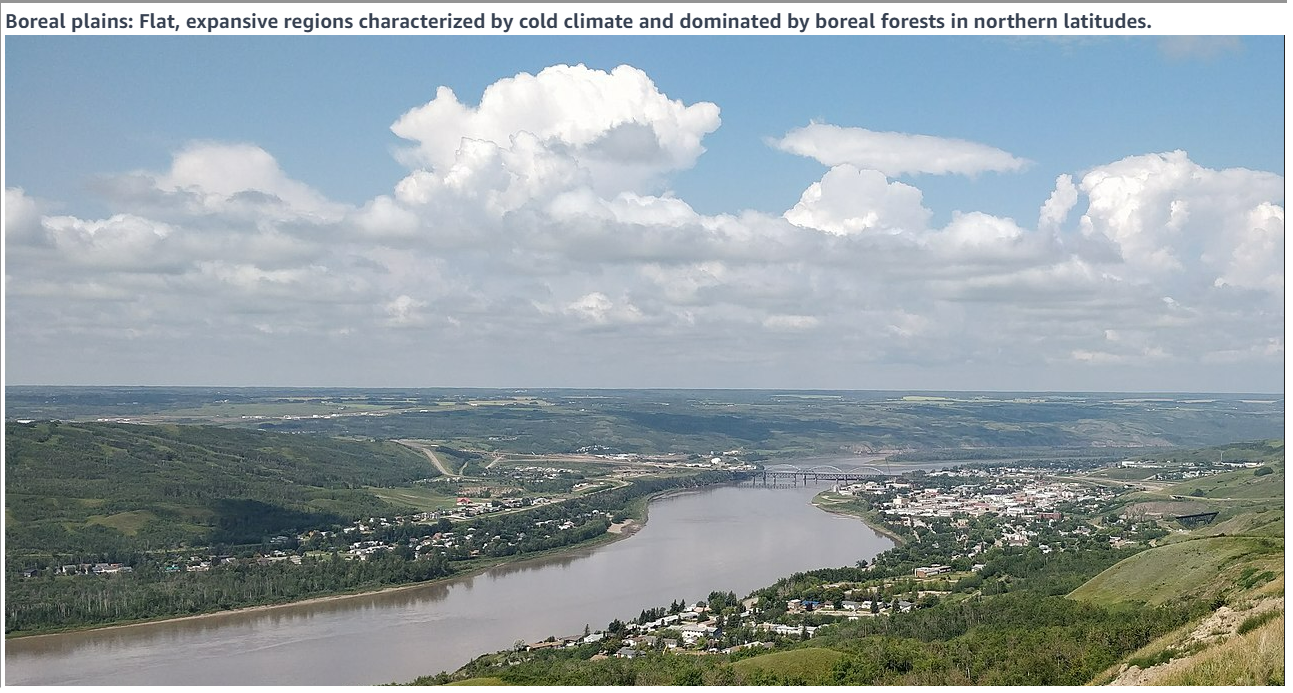 Boreal plains: Flat, expansive regions characterized by cold climate and dominated by boreal forests in northern latitudes.